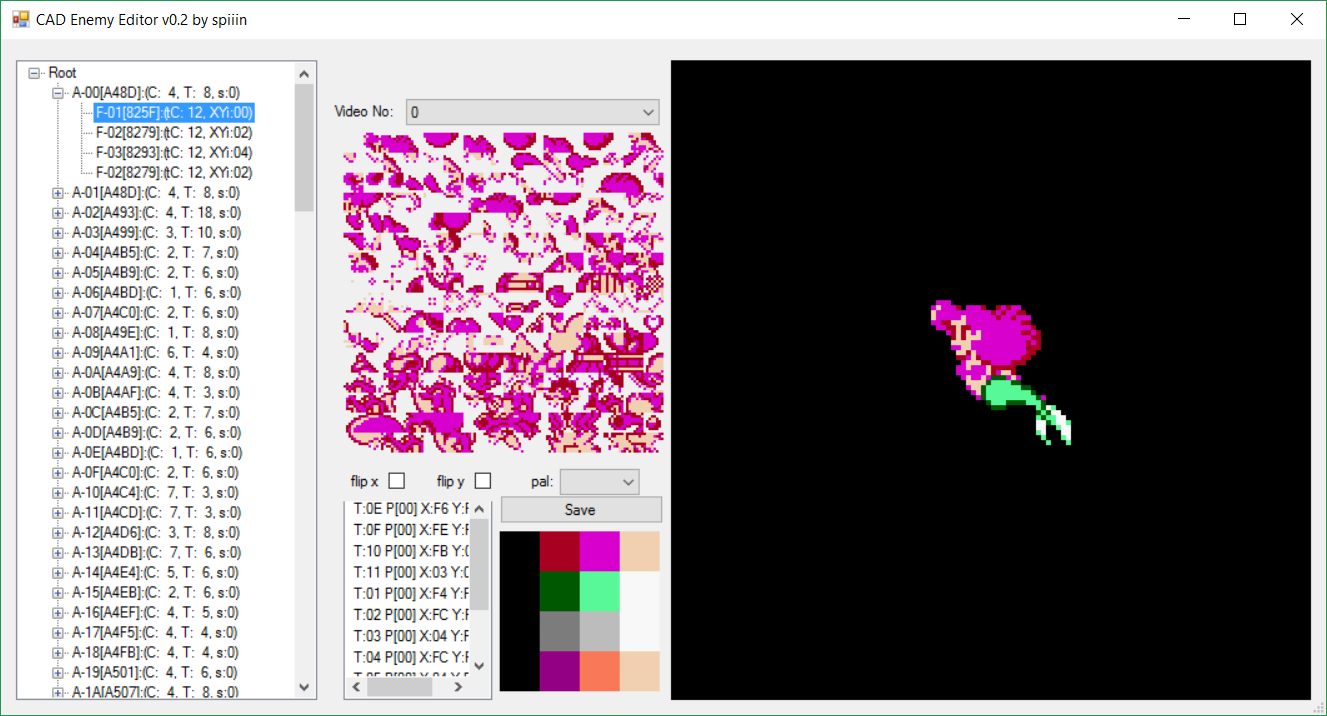 CAD Enemy Editor v0.2 by spiiin
Root
A-00[A48D]:(C: 4, T: 8, s:0)
F-01[825F]:(tC: 12, XYi:00)
F-02[8279]:(tC: 12, XYi:02)
F-03[8293]:(tC: 12, XYi:04)
F-02[8279]:(tC: 12, XYi:02)
A-01[A48D]:(C: 4, T: 8, s:0)
A-02[A493]:(C: 4, T: 18, s:0)
A-03[A499]:(C: 3, T: 10, s:0)
A-04[A4B5]:(C: 2, T: 7, s:0)
A-05[A4B9]:(C: 2, T: 6, s:0)
A-06[A4BD]:(C: 1, T: 6, s:0)
A-07[A4C0]:(C: 2, T: 6, s:0)
A-08[A49E]:(C: 1, T: 8, s:0)
A-09[A4A1]:(C: 6, T: 4, s:0)
A-0A[A4A9]:(C: 4, T: 8, s:0)
A-0B[A4AF]:(C: 4, T: 3, s:0)
A-0C[A4B5]:(C: 2, T: 7, s:0)
A-0D[A4B9]:(C: 2, T: 6, s:0)
A-0E[A4BD]:(C: 1, T: 6, s:0)
A-0F[A4C0]:(C: 2, T: 6, s:0)
A-10[A4C4]:(C: 7, T: 3, s:0)
A-11[A4CD]:(C: 7, T: 3, s:0)
A-12[A4D6]:(C: 3, T: 8, s:0)
A-13[A4DB]:(C: 7, T: 6, s:0)
A-14[A4E4]:(C: 5, T: 6, s:0)
A-15[A4EB]:(C: 2, T: 6, s:0)
A-16[A4EF]:(C: 4, T: 5, s:0)
A-17[A4F5]:(C: 4, T: 4, s:0)
A-18[A4FB]:(C: 4, T: 4, s:0)
A-19[A501]:(C: 4, T: 6, s:0)
A-1A[A507]:(C: 4, T: 8, s:0)
Video No: 0
flip x flip y pal:
Save
T:0E P[00] X:F6 Y:F
T:0F P[00] X:FE Y:F
T:10 P[00] X:FB Y:0
T:11 P[00] X:03 Y:0
T:01 P[00] X:F4 Y:F
T:02 P[00] X:FC Y:F
T:03 P[00] X:04 Y:F
T:04 P[00] X:FC Y:F